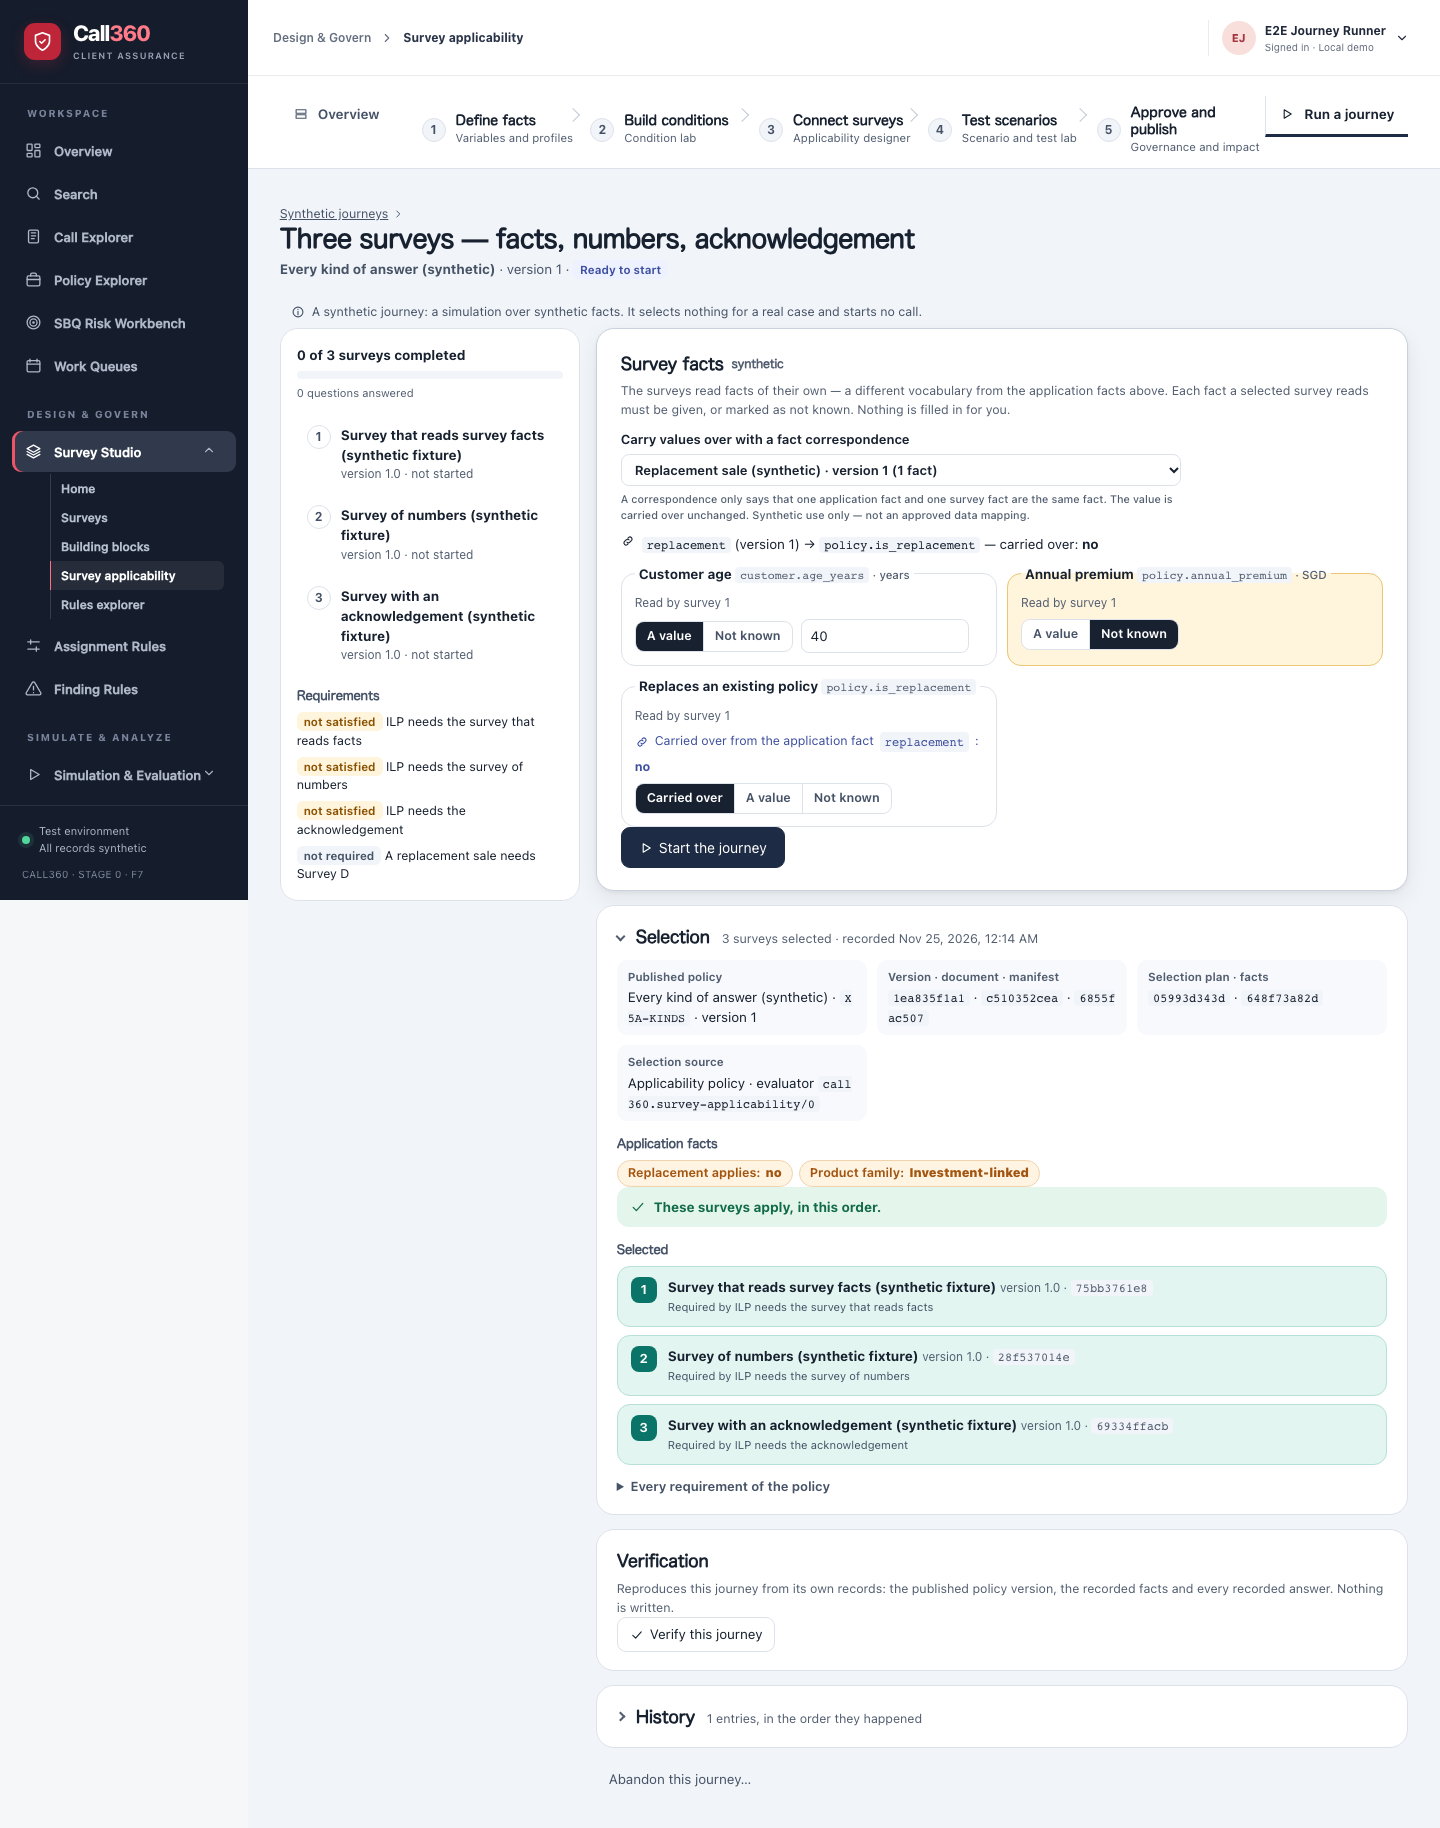 Call360
CLIENT ASSURANCE
WORKSPACE
Overview
Search
Call Explorer
Policy Explorer
SBQ Risk Workbench
Work Queues
DESIGN & GOVERN
Survey Studio
Home
Surveys
Building blocks
Survey applicability
Rules explorer
Assignment Rules
Finding Rules
SIMULATE & ANALYZE
Simulation & Evaluation
Test environment
All records synthetic
CALL360 · STAGE 0 · F7
Design & Govern > Survey applicability
EJ
E2E Journey Runner
Signed in · Local demo
Overview
1 Define facts
Variables and profiles
2 Build conditions
Condition lab
3 Connect surveys
Applicability designer
4 Test scenarios
Scenario and test lab
5 Approve and
publish
Governance and impact
Run a journey
Synthetic journeys >
Three surveys — facts, numbers, acknowledgement
Every kind of answer (synthetic) · version 1 · Ready to start
A synthetic journey: a simulation over synthetic facts. It selects nothing for a real case and starts no call.
0 of 3 surveys completed
0 questions answered
1 Survey that reads survey facts
(synthetic fixture)
version 1.0 · not started
2 Survey of numbers (synthetic
fixture)
version 1.0 · not started
3 Survey with an
acknowledgement (synthetic
fixture)
version 1.0 · not started
Requirements
not satisfied ILP needs the survey that
reads facts
not satisfied ILP needs the survey of
numbers
not satisfied ILP needs the
acknowledgement
not required A replacement sale needs
Survey D
Survey facts synthetic
The surveys read facts of their own — a different vocabulary from the application facts above. Each fact a selected survey reads
must be given, or marked as not known. Nothing is filled in for you.
Carry values over with a fact correspondence
Replacement sale (synthetic) · version 1 (1 fact)
A correspondence only says that one application fact and one survey fact are the same fact. The value is
carried over unchanged. Synthetic use only — not an approved data mapping.
replacement (version 1) → policy.is_replacement — carried over: no
Customer age customer.age_years · years
Read by survey 1
A value Not known 40
Annual premium policy.annual_premium · SGD
Read by survey 1
A value Not known
Replaces an existing policy policy.is_replacement
Read by survey 1
Carried over from the application fact replacement :
no
Carried over A value Not known
Start the journey
Selection 3 surveys selected · recorded Nov 25, 2026, 12:14 AM
Published policy
Every kind of answer (synthetic) · X
5A-KINDS · version 1
Version · document · manifest
1ea835f1a1 · c510352cea · 6855f
ac507
Selection plan · facts
05993d343d · 648f73a82d
Selection source
Applicability policy · evaluator call
360.survey-applicability/0
Application facts
Replacement applies: no Product family: Investment-linked
These surveys apply, in this order.
Selected
1 Survey that reads survey facts (synthetic fixture) version 1.0 · 75bb3761e8
Required by ILP needs the survey that reads facts
2 Survey of numbers (synthetic fixture) version 1.0 · 28f537014e
Required by ILP needs the survey of numbers
3 Survey with an acknowledgement (synthetic fixture) version 1.0 · 69334ffacb
Required by ILP needs the acknowledgement
Every requirement of the policy
Verification
Reproduces this journey from its own records: the published policy version, the recorded facts and every recorded answer. Nothing
is written.
Verify this journey
History 1 entries, in the order they happened
Abandon this journey…